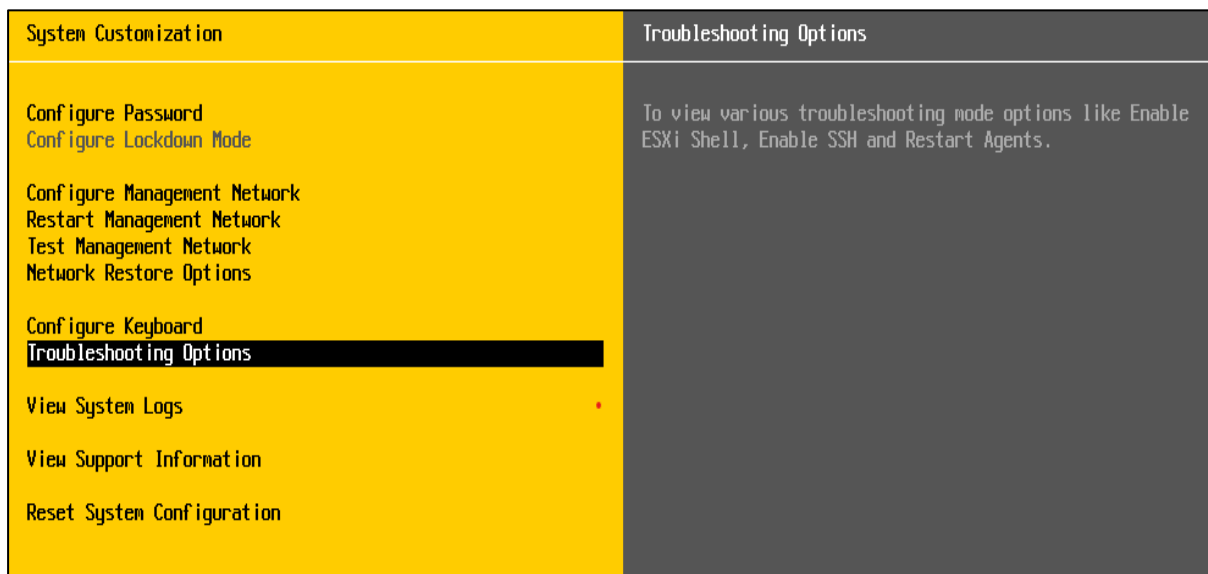 System Customization
Configure Password
Configure Lockdown Mode
Configure Management Network
Restart Management Network
Test Management Network
Network Restore Options
Configure Keyboard
Troubleshooting Options
View System Logs
View Support Information
Reset System Configuration
Troubleshooting Options
To view various troubleshooting mode options like Enable
ESXi Shell, Enable SSH and Restart Agents.